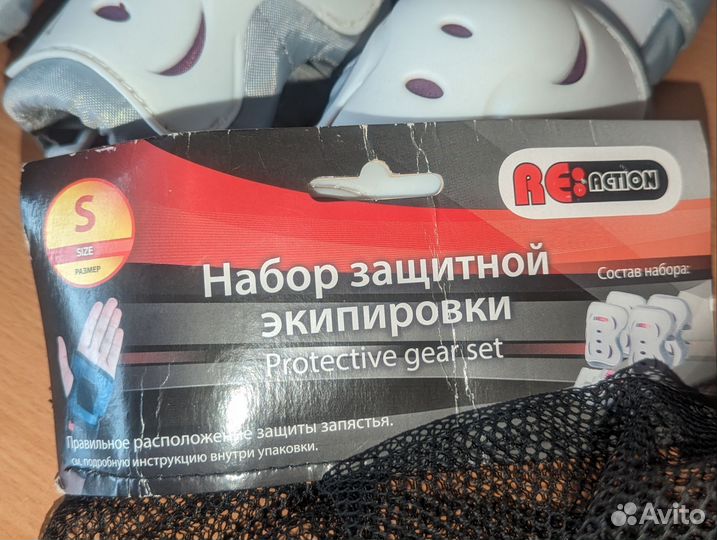 S
SIZE
РАЗМЕР
RE:ACTION
Набор защитной
экипировки
Protective gear set
Состав набора:
Правильное расположение защиты запястья.
см. подробную инструкцию внутри упаковки.
Avito